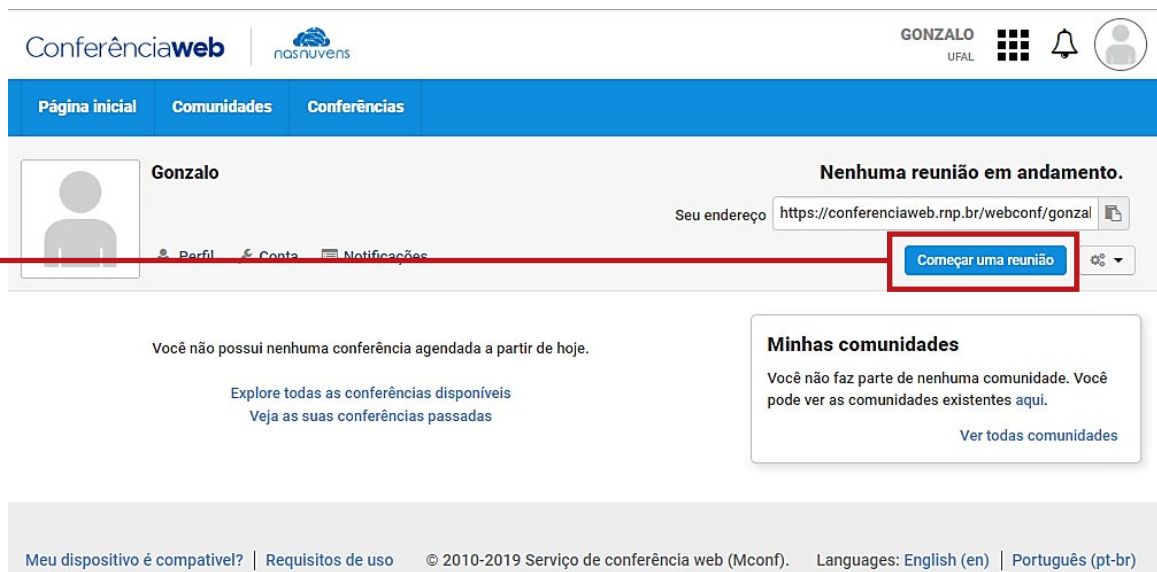 Conferênciaweb
nasnuvens
GONZALO
UFAL
Página inicial Comunidades Conferências
Gonzalo
Nenhuma reunião em andamento.
Seu endereço https://conferenciaweb.rnp.br/webconf/gonzal
Perfil Conta Notificações
Começar uma reunião
Você não possui nenhuma conferência agendada a partir de hoje.
Explore todas as conferências disponíveis
Veja as suas conferências passadas
Minhas comunidades
Você não faz parte de nenhuma comunidade. Você
pode ver as comunidades existentes aqui.
Ver todas comunidades
Meu dispositivo é compativel? | Requisitos de uso © 2010-2019 Serviço de conferência web (Mconf). Languages: English (en) | Português (pt-br)